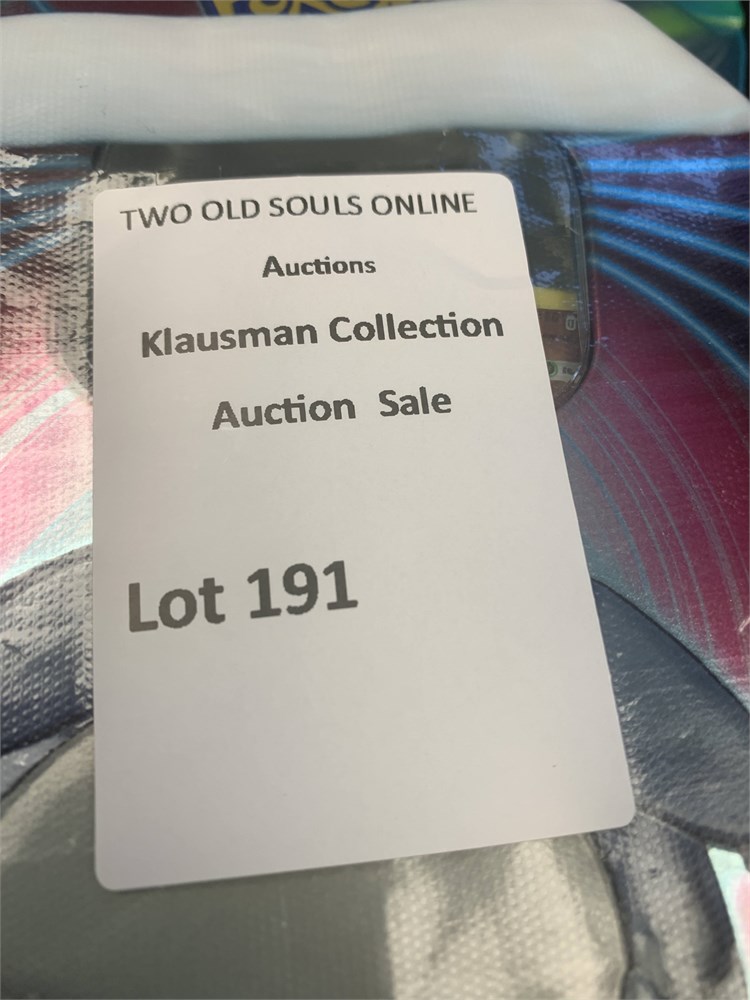 TWO OLD SOULS ONLINE
Auctions
Klausman Collection
Auction Sale
Lot 191